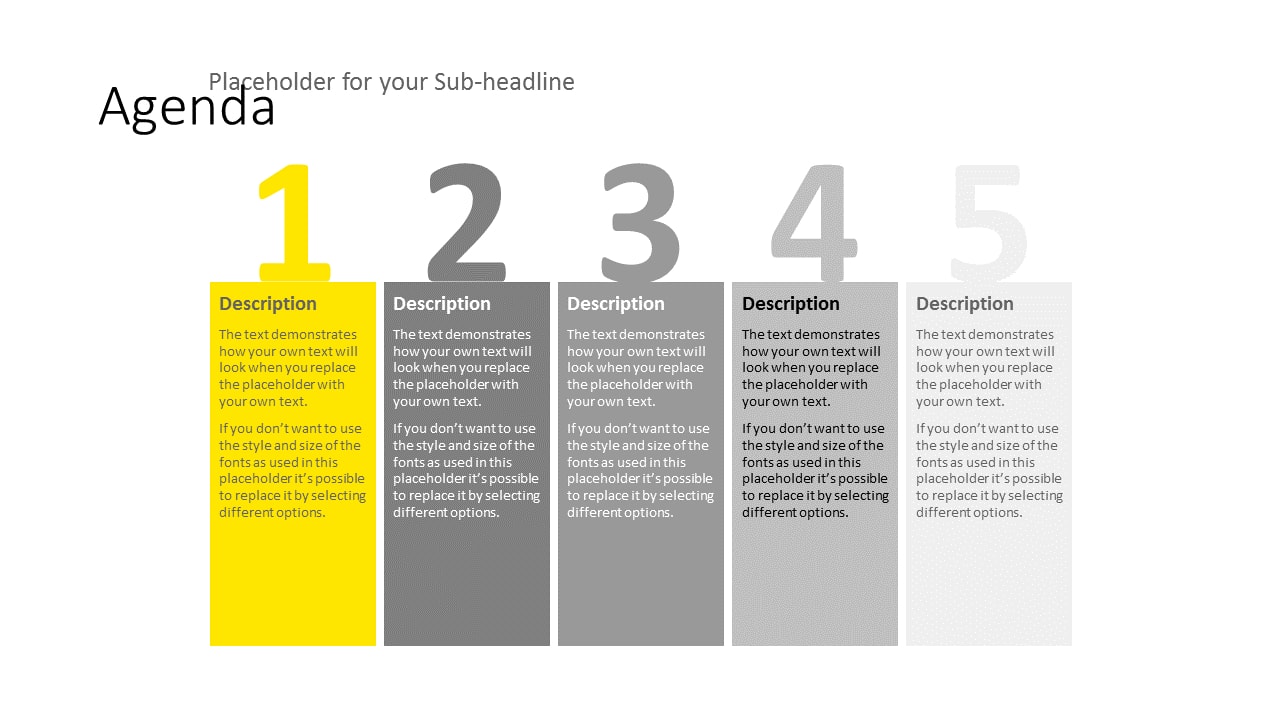 Placeholder for your Sub-headline
Agenda
1
Description
The text demonstrates
how your own text will
look when you replace
the placeholder with
your own text.
If you don’t want to use
the style and size of the
fonts as used in this
placeholder it’s possible
to replace it by selecting
different options.
2
Description
The text demonstrates
how your own text will
look when you replace
the placeholder with
your own text.
If you don’t want to use
the style and size of the
fonts as used in this
placeholder it’s possible
to replace it by selecting
different options.
3
Description
The text demonstrates
how your own text will
look when you replace
the placeholder with
your own text.
If you don’t want to use
the style and size of the
fonts as used in this
placeholder it’s possible
to replace it by selecting
different options.
4
Description
The text demonstrates
how your own text will
look when you replace
the placeholder with
your own text.
If you don’t want to use
the style and size of the
fonts as used in this
placeholder it’s possible
to replace it by selecting
different options.
5
Description
The text demonstrates
how your own text will
look when you replace
the placeholder with
your own text.
If you don’t want to use
the style and size of the
fonts as used in this
placeholder it’s possible
to replace it by selecting
different options.